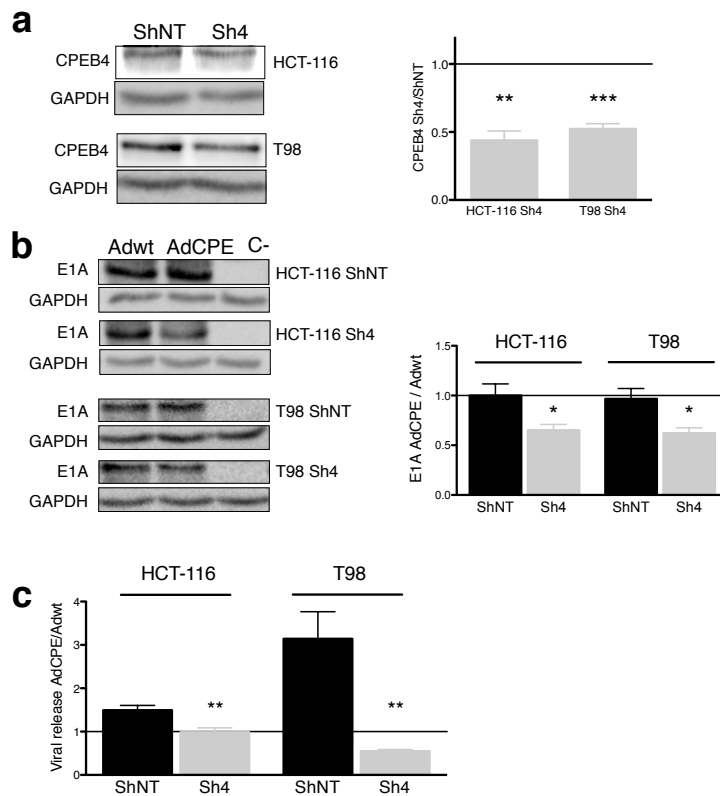 a
ShNT Sh4
CPEB4
HCT-116
GAPDH
CPEB4
T98
GAPDH
CPEB4 Sh4/ShNT
1.0
0.5
0.0
**
***
HCT-116 Sh4
T98 Sh4
b
Adwt AdCPE C-
E1A
HCT-116 ShNT
GAPDH
E1A
HCT-116 Sh4
GAPDH
E1A
T98 ShNT
GAPDH
E1A
T98 Sh4
GAPDH
E1A AdCPE / Adwt
HCT-116
T98
1.5
1.0
0.5
0.0
*
*
ShNT
Sh4
ShNT
Sh4
c
HCT-116
T98
Viral release AdCPE/Adwt
4
3
2
1
0
**
**
ShNT
Sh4
ShNT
Sh4